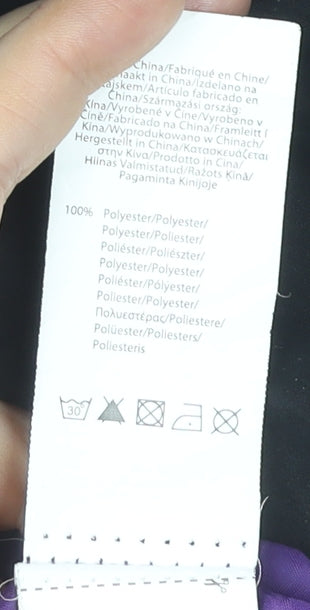 China/Fabriqué en Chine/
in China/Izdelano na
Kitajskem/Artículo fabricado en
China/Származási ország:
Kína/Vyrobené v Číne/Vyrobeno v
Číně/Fabricado na China/Framleitt í
Kína/Wyprodukowano w Chinach/
Hergestellt in China/Κατασκευάζεται
στην Κίνα/Prodotto in Cina/
Hiinas Valmistatud/Ražots Ķīnā/
Pagaminta Kinijoje
100% Polyester/Polyester/
Polyester/Poliester/
Poliéster/Poliészter/
Polyester/Polyester/
Poliéster/Pólýester/
Poliester/Polyester/
Πολυεστέρας/Poliestere/
Polüester/Poliesters/
Poliesteris
30°